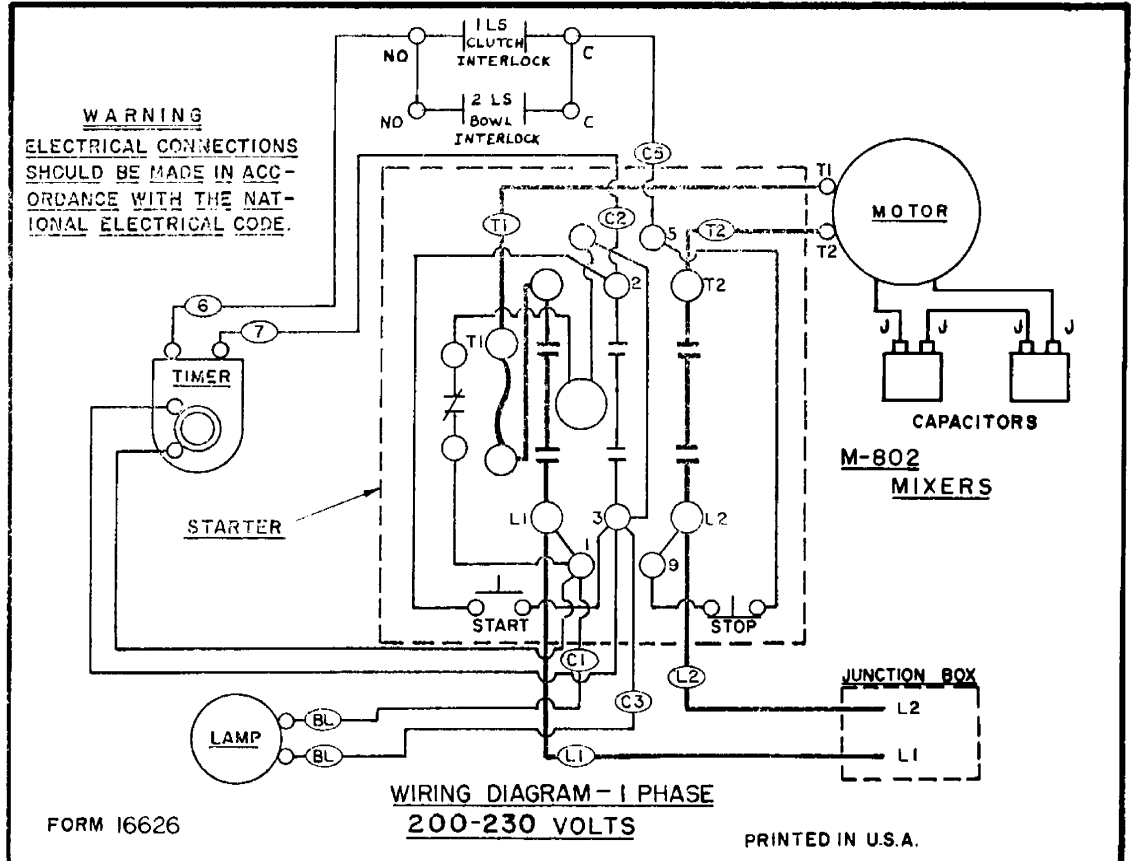 1 LS
CLUTCH
INTERLOCK
NO
C
2 LS
BOWL
INTERLOCK
NO
C
WARNING
ELECTRICAL CONNECTIONS
SHOULD BE MADE IN ACC-
ORDANCE WITH THE NAT-
IONAL ELECTRICAL CODE.
C5
T1
MOTOR
T2
T1
C2
5
T2
2
T2
6
7
TIMER
T1
J
J
J
J
CAPACITORS
M-802
MIXERS
STARTER
L1
3
L2
1
9
START
STOP
C1
L2
C3
JUNCTION BOX
L2
L1
LAMP
BL
BL
L1
WIRING DIAGRAM - 1 PHASE
200-230 VOLTS
FORM 16626
PRINTED IN U.S.A.